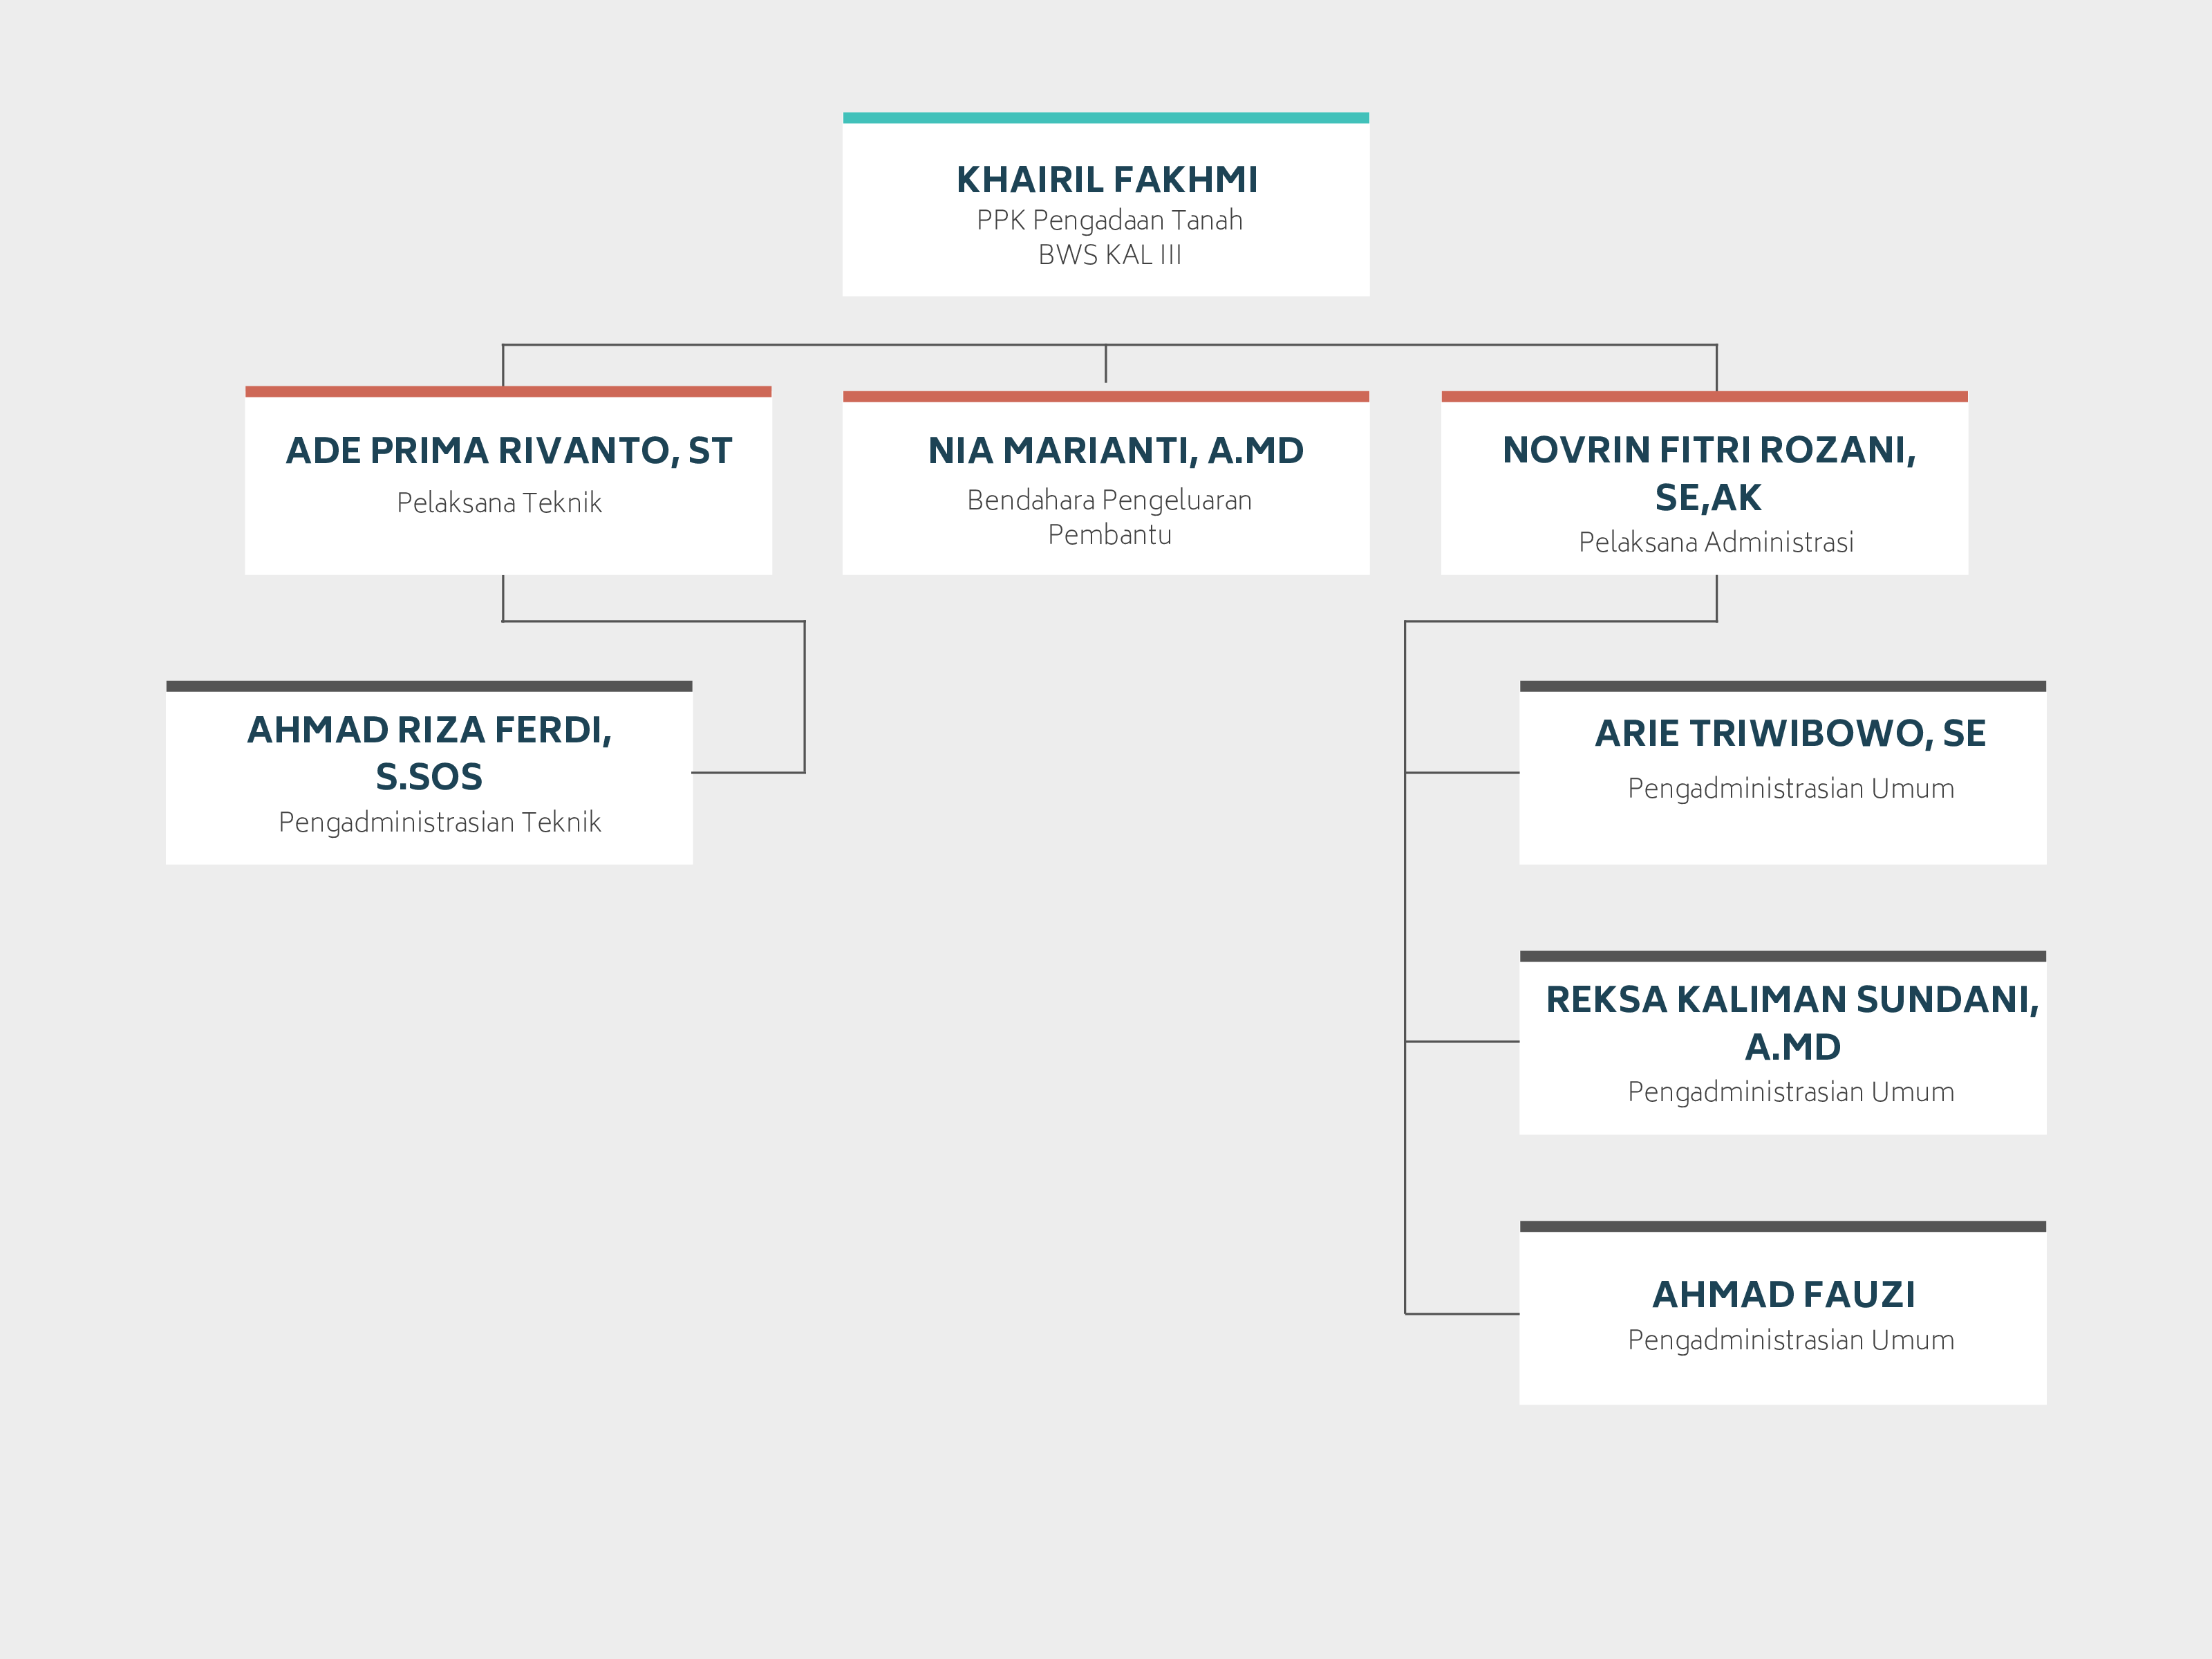 KHAIRIL FAKHMI
PPK Pengadaan Tanah
BWS KAL III
ADE PRIMA RIVANTO, ST
Pelaksana Teknik
NIA MARIANTI, A.MD
Bendahara Pengeluaran
Pembantu
NOVRIN FITRI ROZANI,
SE,AK
Pelaksana Administrasi
AHMAD RIZA FERDI,
S.SOS
Pengadministrasian Teknik
ARIE TRIWIBOWO, SE
Pengadministrasian Umum
REKSA KALIMAN SUNDANI,
A.MD
Pengadministrasian Umum
AHMAD FAUZI
Pengadministrasian Umum